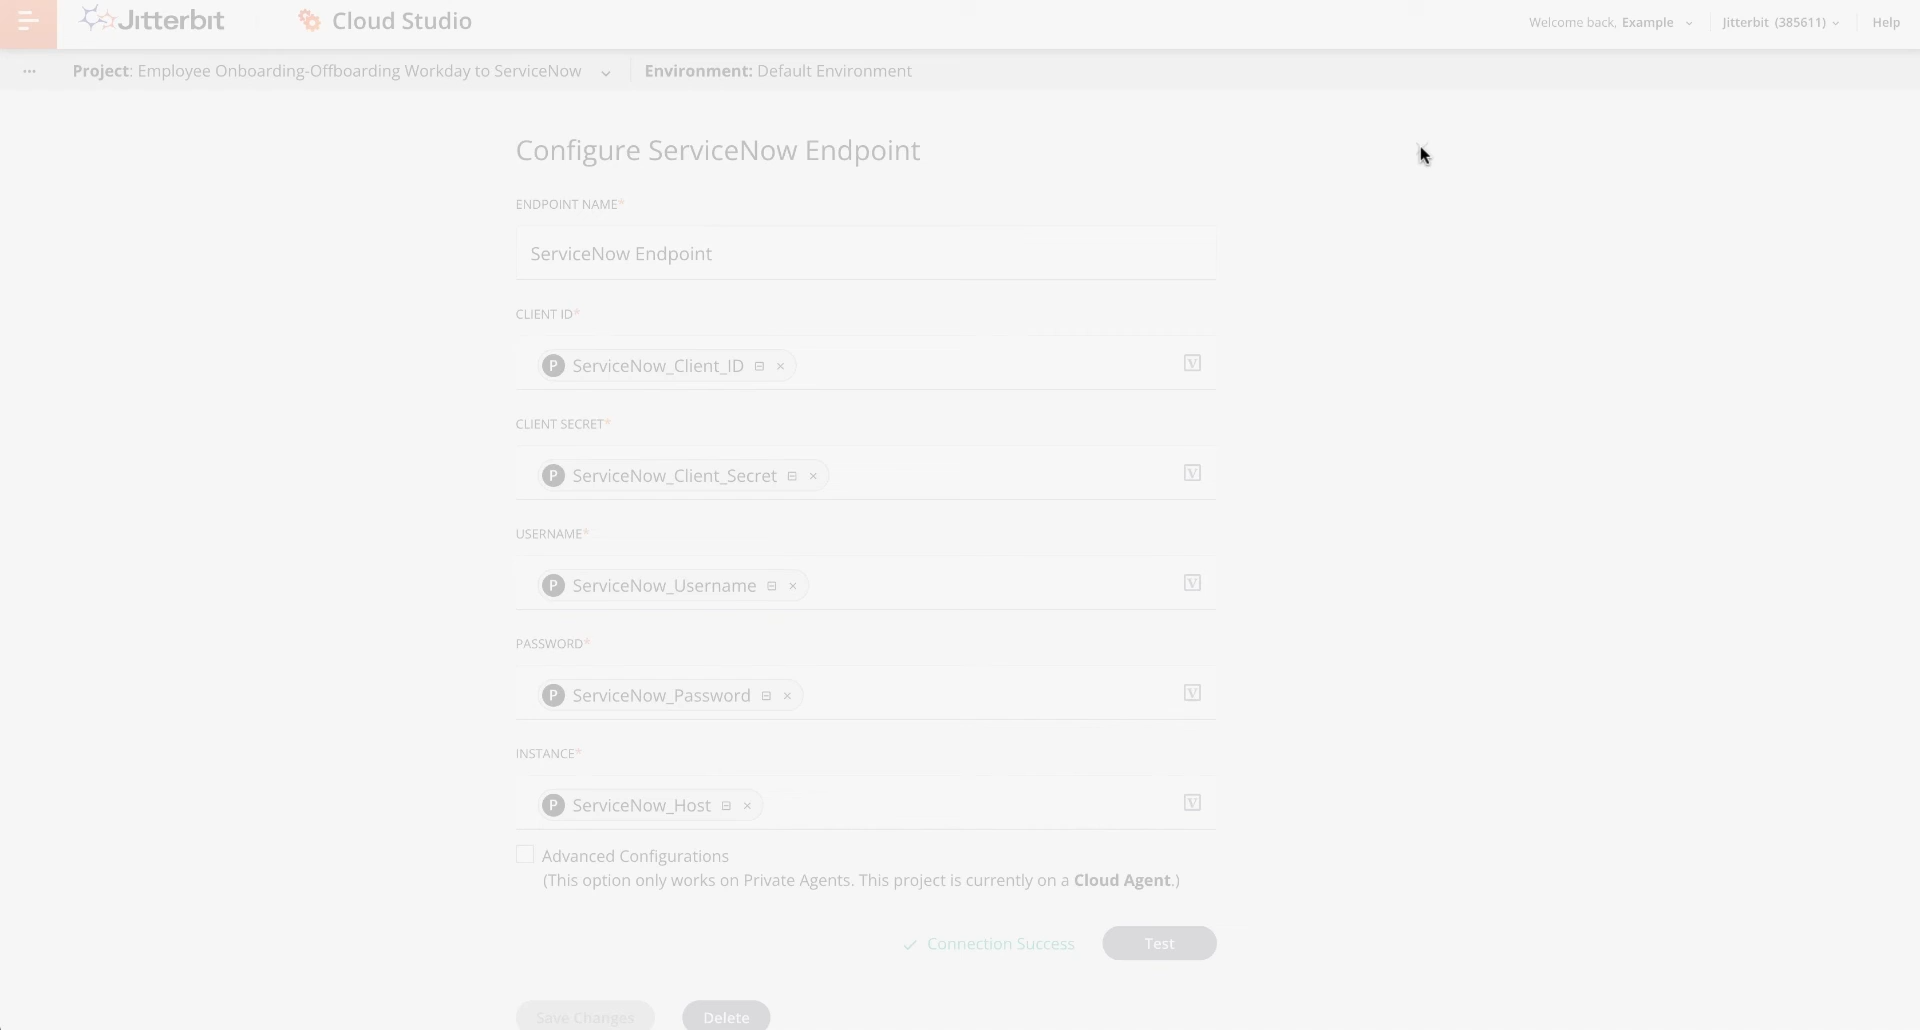 Jitterbit
Cloud Studio
Welcome back, Example
Jitterbit (385611)
Help
Project: Employee Onboarding-Offboarding Workday to ServiceNow
Environment: Default Environment
Configure ServiceNow Endpoint
ENDPOINT NAME*
ServiceNow Endpoint
CLIENT ID*
P ServiceNow_Client_ID
V
CLIENT SECRET*
P ServiceNow_Client_Secret
V
USERNAME*
P ServiceNow_Username
V
PASSWORD*
P ServiceNow_Password
V
INSTANCE*
P ServiceNow_Host
V
Advanced Configurations
(This option only works on Private Agents. This project is currently on a Cloud Agent.)
Connection Success
Test
Save Changes
Delete